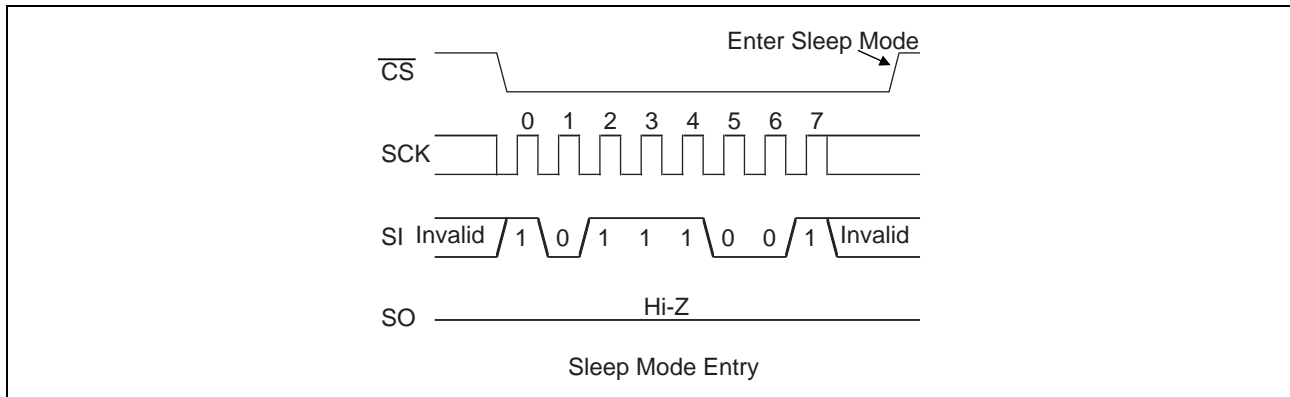 Enter Sleep Mode
CS
0 1 2 3 4 5 6 7
SCK
SI Invalid 1 0 1 1 1 0 0 1 Invalid
Hi-Z
SO
Sleep Mode Entry